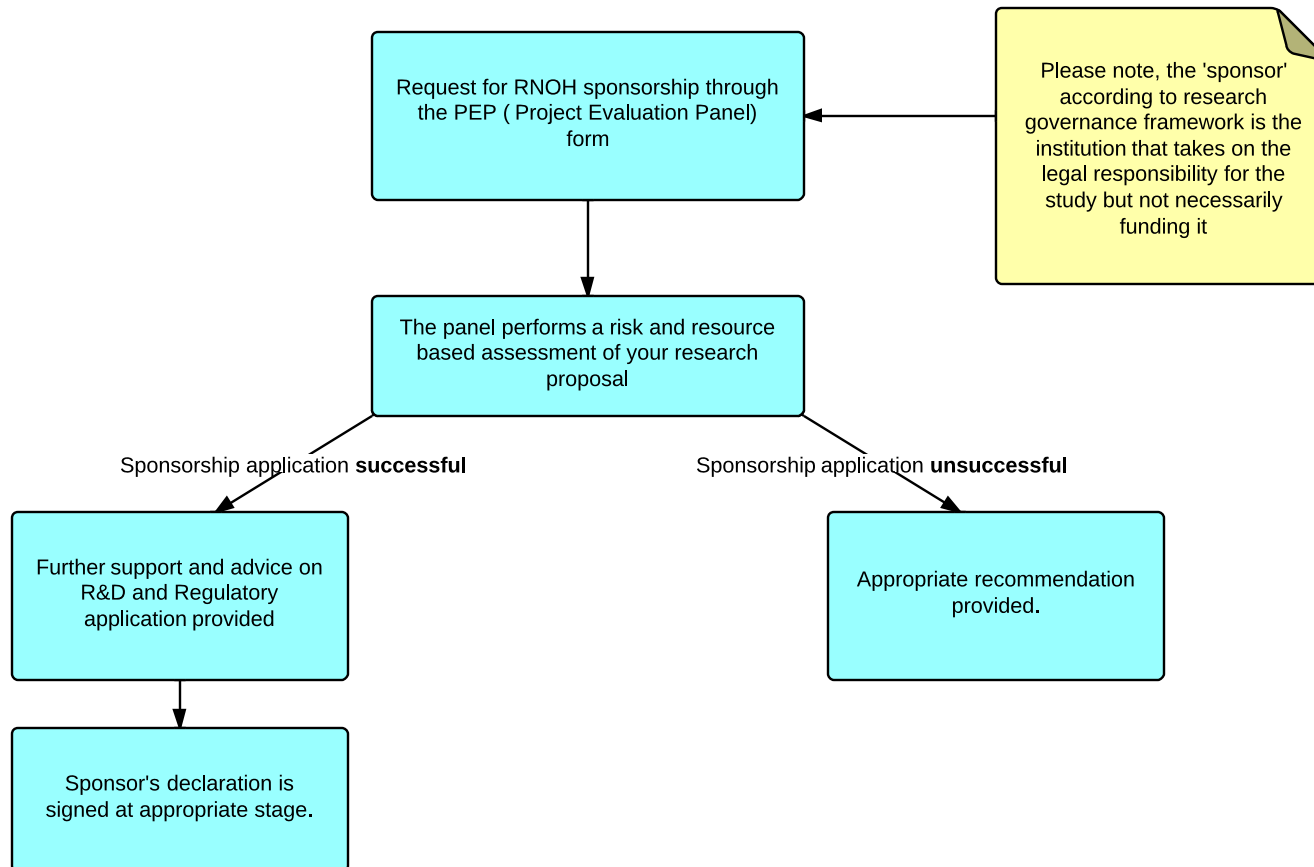 Request for RNOH sponsorship through
the PEP ( Project Evaluation Panel)
form
Please note, the 'sponsor'
according to research
governance framework is the
institution that takes on the
legal responsibility for the
study but not necessarily
funding it
The panel performs a risk and resource
based assessment of your research
proposal
Sponsorship application successful
Sponsorship application unsuccessful
Further support and advice on
R&D and Regulatory
application provided
Appropriate recommendation
provided.
Sponsor's declaration is
signed at appropriate stage.